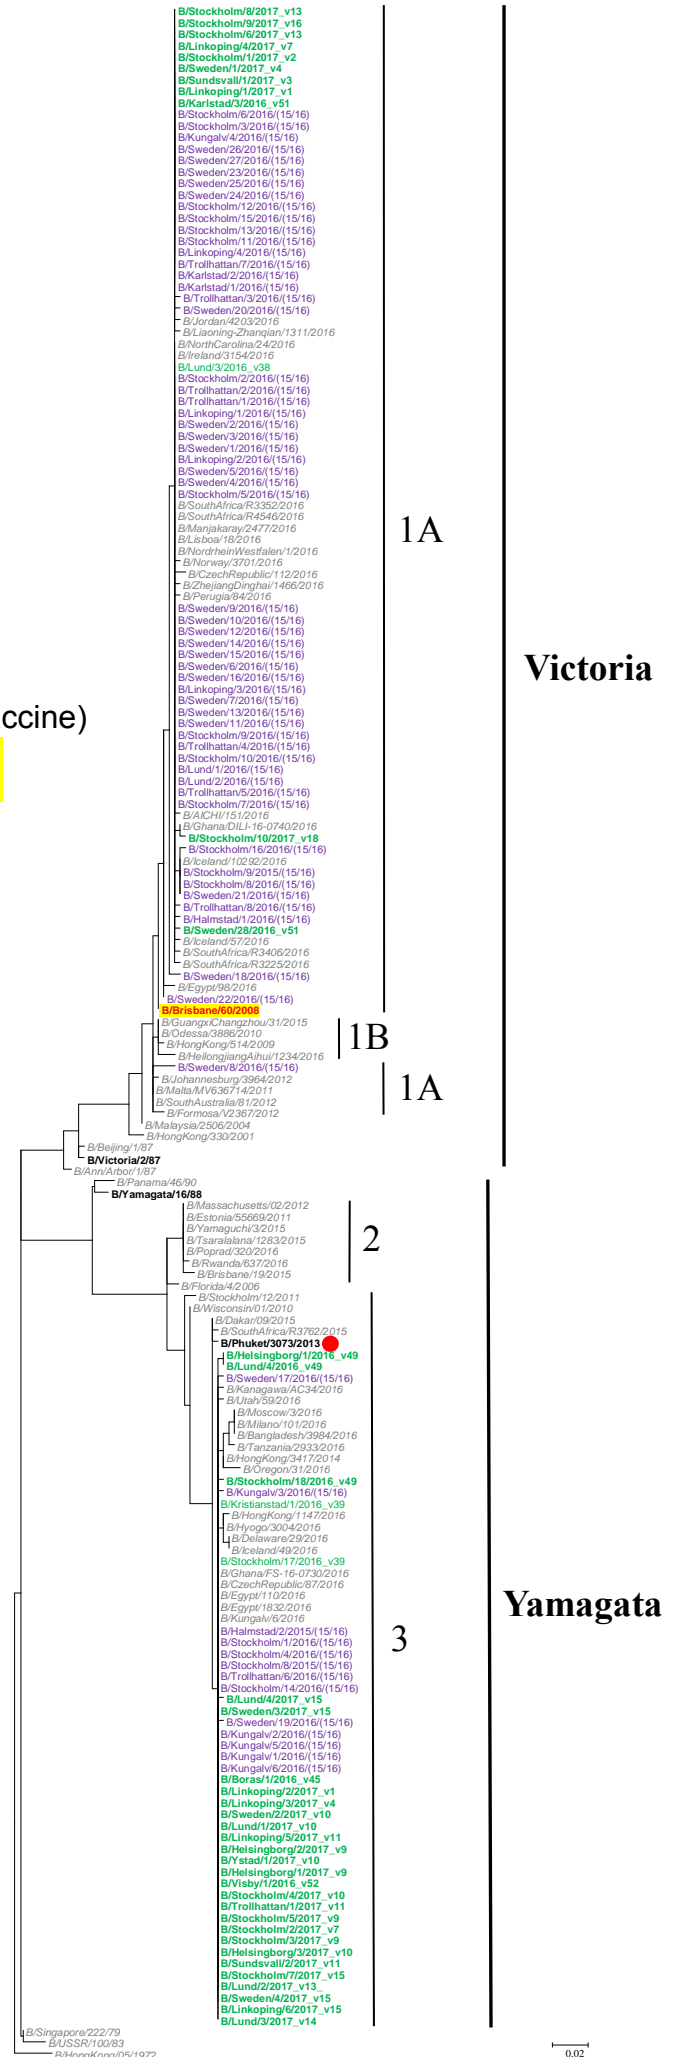 B/Stockholm/8/2017_v13
B/Stockholm/9/2017_v16
B/Stockholm/6/2017_v13
B/Linkoping/4/2017_v7
B/Stockholm/1/2017_v2
B/Sweden/1/2017_v4
B/Sundsvall/1/2017_v3
B/Linkoping/1/2017_v1
B/Karlstad/3/2016_v51
B/Stockholm/6/2016/(15/16)
B/Stockholm/3/2016/(15/16)
B/Kungalv/4/2016/(15/16)
B/Sweden/26/2016/(15/16)
B/Sweden/27/2016/(15/16)
B/Sweden/23/2016/(15/16)
B/Sweden/25/2016/(15/16)
B/Sweden/24/2016/(15/16)
B/Stockholm/12/2016/(15/16)
B/Stockholm/15/2016/(15/16)
B/Stockholm/13/2016/(15/16)
B/Stockholm/11/2016/(15/16)
B/Linkoping/4/2016/(15/16)
B/Trollhattan/7/2016/(15/16)
B/Karlstad/2/2016/(15/16)
B/Karlstad/1/2016/(15/16)
B/Trollhattan/3/2016/(15/16)
B/Sweden/20/2016/(15/16)
B/Jordan/4203/2016
B/Liaoning-Zhanqian/1311/2016
B/NorthCarolina/24/2016
B/Ireland/3154/2016
B/Lund/3/2016_v38
B/Stockholm/2/2016/(15/16)
B/Trollhattan/2/2016/(15/16)
B/Trollhattan/1/2016/(15/16)
B/Linkoping/1/2016/(15/16)
B/Sweden/2/2016/(15/16)
B/Sweden/3/2016/(15/16)
B/Sweden/1/2016/(15/16)
B/Linkoping/2/2016/(15/16)
B/Sweden/5/2016/(15/16)
B/Sweden/4/2016/(15/16)
B/Stockholm/5/2016/(15/16)
B/SouthAfrica/R3352/2016
B/SouthAfrica/R4546/2016
B/Manjakaray/2477/2016
1A
B/Lisboa/18/2016
B/NordrheinWestfalen/1/2016
B/Norway/3701/2016
B/CzechRepublic/112/2016
B/ZhejiangDinghai/1466/2016
B/Perugia/84/2016
B/Sweden/9/2016/(15/16)
B/Sweden/10/2016/(15/16)
B/Sweden/12/2016/(15/16)
B/Sweden/14/2016/(15/16)
B/Sweden/15/2016/(15/16)
B/Sweden/6/2016/(15/16)
Victoria
B/Sweden/16/2016/(15/16)
B/Linkoping/3/2016/(15/16)
B/Sweden/7/2016/(15/16)
B/Sweden/13/2016/(15/16)
ccine)
B/Sweden/11/2016/(15/16)
B/Stockholm/9/2016/(15/16)
B/Trollhattan/4/2016/(15/16)
B/Stockholm/10/2016/(15/16)
B/Lund/1/2016/(15/16)
B/Lund/2/2016/(15/16)
B/Trollhattan/5/2016/(15/16)
B/Stockholm/7/2016/(15/16)
B/AICHI/151/2016
B/Ghana/DILI-16-0740/2016
B/Stockholm/10/2017_v18
B/Stockholm/16/2016/(15/16)
B/Iceland/10292/2016
B/Stockholm/9/2015/(15/16)
B/Stockholm/8/2016/(15/16)
B/Sweden/21/2016/(15/16)
B/Trollhattan/8/2016/(15/16)
B/Halmstad/1/2016/(15/16)
B/Sweden/28/2016_v51
B/Iceland/57/2016
B/SouthAfrica/R3406/2016
B/SouthAfrica/R3225/2016
B/Sweden/18/2016/(15/16)
B/Egypt/98/2016
B/Sweden/22/2016/(15/16)
B/Brisbane/60/2008
B/GuangxiChangzhou/31/2015
B/Odessa/3886/2010
1B
B/HongKong/514/2009
B/HeilongjiangAihui/1234/2016
B/Sweden/8/2016/(15/16)
B/Johannesburg/3964/2012
1A
B/Malta/MV636714/2011
B/SouthAustralia/81/2012
B/Formosa/V2367/2012
B/Malaysia/2506/2004
B/HongKong/330/2001
B/Beijing/1/87
B/Victoria/2/87
B/Ann/Arbor/1/87
B/Panama/46/90
B/Yamagata/16/88
B/Massachusetts/02/2012
B/Estonia/55669/2011
B/Yamaguchi/3/2015
B/Tsaralalana/1283/2015
2
B/Poprad/320/2016
B/Rwanda/637/2016
B/Brisbane/19/2015
B/Florida/4/2006
B/Stockholm/12/2011
B/Wisconsin/01/2010
B/Dakar/09/2015
B/SouthAfrica/R3762/2015
B/Phuket/3073/2013
B/Helsingborg/1/2016_v49
B/Lund/4/2016_v49
B/Sweden/17/2016/(15/16)
B/Kanagawa/AC34/2016
B/Utah/59/2016
B/Moscow/3/2016
B/Milano/101/2016
B/Bangladesh/3984/2016
B/Tanzania/2933/2016
B/HongKong/3417/2014
B/Oregon/31/2016
B/Stockholm/18/2016_v49
B/Kungalv/3/2016/(15/16)
B/Kristianstad/1/2016_v39
B/HongKong/1147/2016
B/Hyogo/3004/2016
B/Delaware/29/2016
B/Iceland/49/2016
B/Stockholm/17/2016_v39
B/Ghana/FS-16-0730/2016
B/CzechRepublic/87/2016
B/Egypt/110/2016
Yamagata
B/Egypt/1832/2016
B/Kungalv/6/2016
B/Halmstad/2/2015/(15/16)
3
B/Stockholm/1/2016/(15/16)
B/Stockholm/4/2016/(15/16)
B/Stockholm/8/2015/(15/16)
B/Trollhattan/6/2016/(15/16)
B/Stockholm/14/2016/(15/16)
B/Lund/4/2017_v15
B/Sweden/3/2017_v15
B/Sweden/19/2016/(15/16)
B/Kungalv/2/2016/(15/16)
B/Kungalv/5/2016/(15/16)
B/Kungalv/1/2016/(15/16)
B/Kungalv/6/2016/(15/16)
B/Boras/1/2016_v45
B/Linkoping/2/2017_v1
B/Linkoping/3/2017_v4
B/Sweden/2/2017_v10
B/Lund/1/2017_v10
B/Linkoping/5/2017_v11
B/Helsingborg/2/2017_v9
B/Ystad/1/2017_v10
B/Helsingborg/1/2017_v9
B/Visby/1/2016_v52
B/Stockholm/4/2017_v10
B/Trollhattan/1/2017_v11
B/Stockholm/5/2017_v9
B/Stockholm/2/2017_v7
B/Stockholm/3/2017_v9
B/Helsingborg/3/2017_v10
B/Sundsvall/2/2017_v11
B/Stockholm/7/2017_v15
B/Lund/2/2017_v13_
B/Sweden/4/2017_v15
B/Linkoping/6/2017_v15
B/Lund/3/2017_v14
B/Singapore/222/79
B/USSR/100/83
B/HongKong/05/1972
0.02